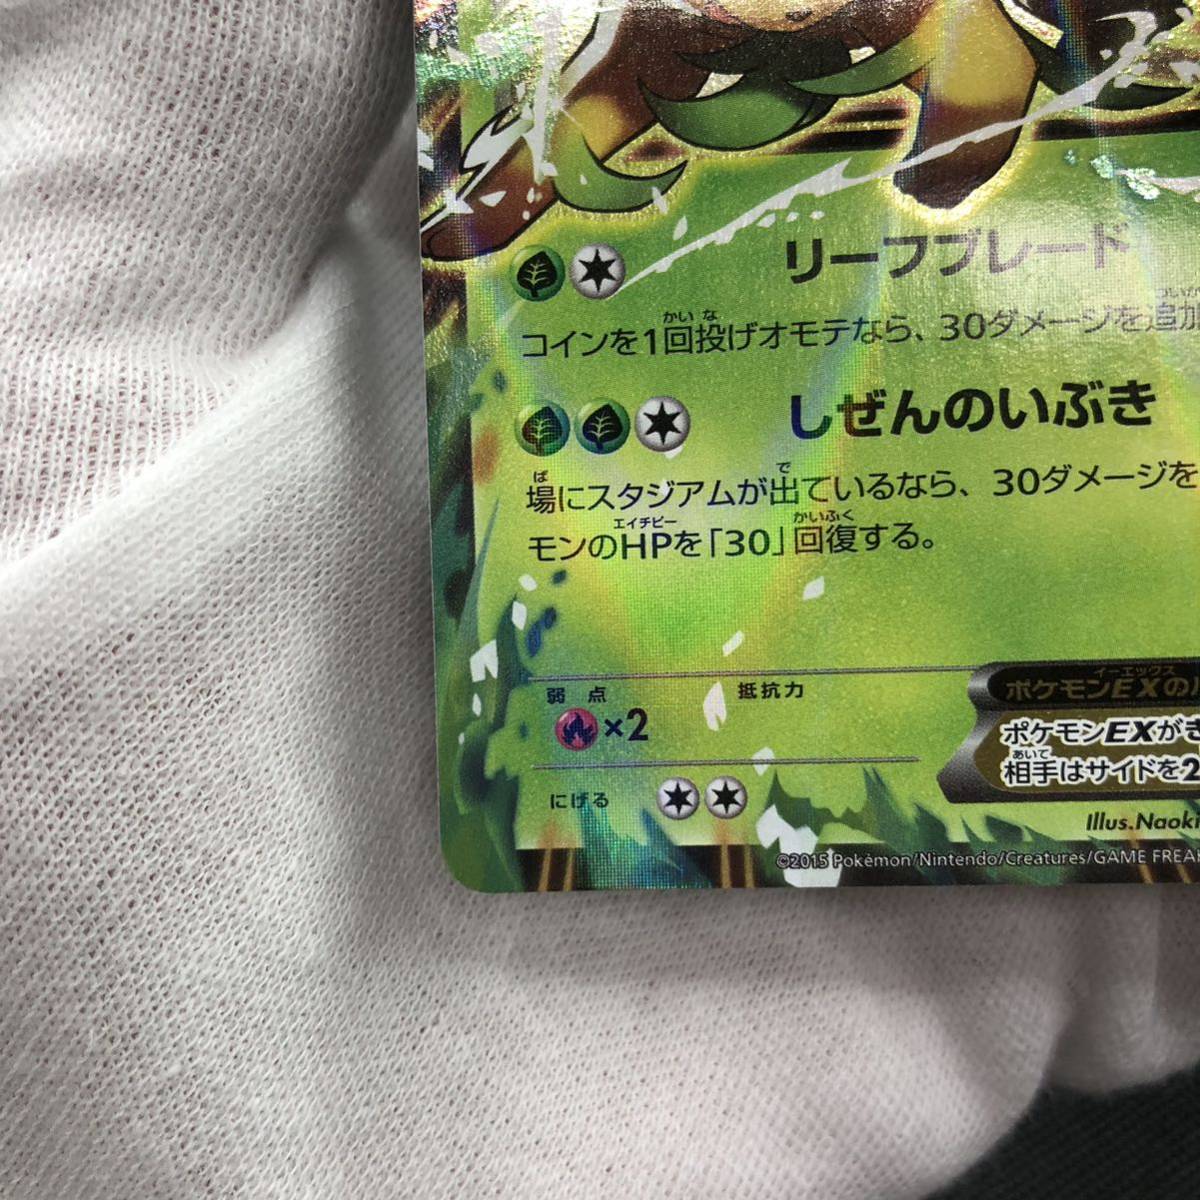 リーフブレード
コインを1回投げオモテなら、30ダメージを追加
しぜんのいぶき
場にスタジアムが出ているなら、30ダメージを
モンのHPを「30」回復する。
弱点
抵抗力
×2
ポケモンEXの
ポケモンEXがき
相手はサイドを2
にげる
Illus.Naoki
©2015 Pokémon/Nintendo/Creatures/GAME FREAK